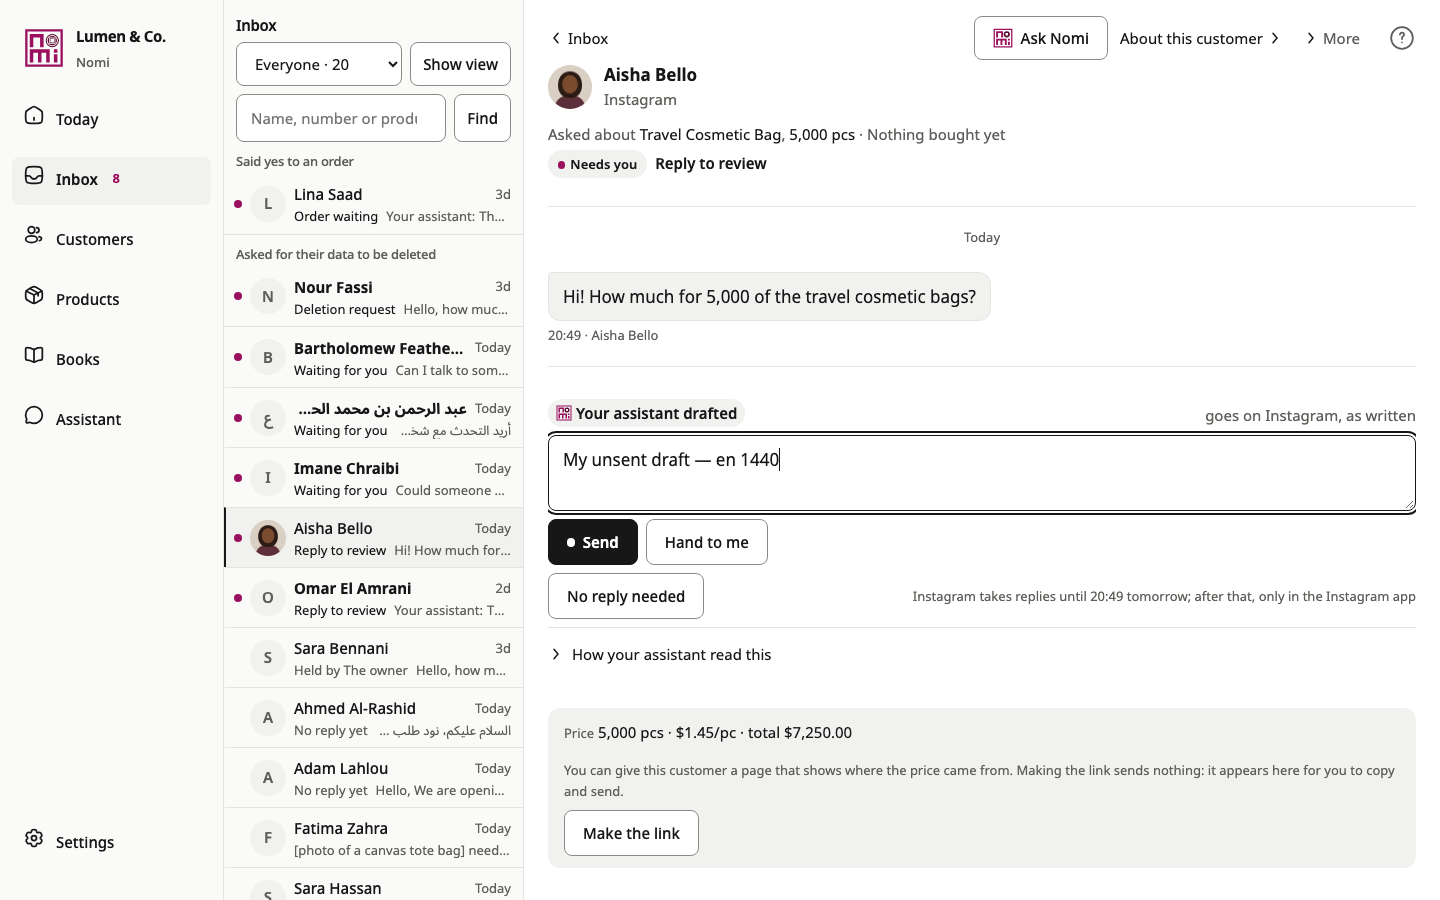 Lumen & Co.
Nomi
Today
Inbox 8
Customers
Products
Books
Assistant
Settings
Inbox
Everyone · 20
Show view
Name, number or produ
Find
Said yes to an order
L
Lina Saad 3d
Order waiting Your assistant: Th...
Asked for their data to be deleted
N
Nour Fassi 3d
Deletion request Hello, how muc...
B
Bartholomew Feathe... Today
Waiting for you Can I talk to som...
ع
عبد الرحمن بن محمد الح... Today
Waiting for you أريد التحدث مع شخ...
I
Imane Chraibi Today
Waiting for you Could someone ...
Aisha Bello Today
Reply to review Hi! How much for...
O
Omar El Amrani 2d
Reply to review Your assistant: T...
S
Sara Bennani 3d
Held by The owner Hello, how m...
A
Ahmed Al-Rashid Today
No reply yet السلام عليكم، نود طلب ...
A
Adam Lahlou Today
No reply yet Hello, We are openi...
F
Fatima Zahra Today
[photo of a canvas tote bag] need...
S
Sara Hassan Today
Inbox
Ask Nomi
About this customer
More
?
Aisha Bello
Instagram
Asked about Travel Cosmetic Bag, 5,000 pcs · Nothing bought yet
Needs you Reply to review
Today
Hi! How much for 5,000 of the travel cosmetic bags?
20:49 · Aisha Bello
Your assistant drafted
goes on Instagram, as written
My unsent draft — en 1440
Send
Hand to me
No reply needed
Instagram takes replies until 20:49 tomorrow; after that, only in the Instagram app
How your assistant read this
Price 5,000 pcs · $1.45/pc · total $7,250.00
You can give this customer a page that shows where the price came from. Making the link sends nothing: it appears here for you to copy
and send.
Make the link